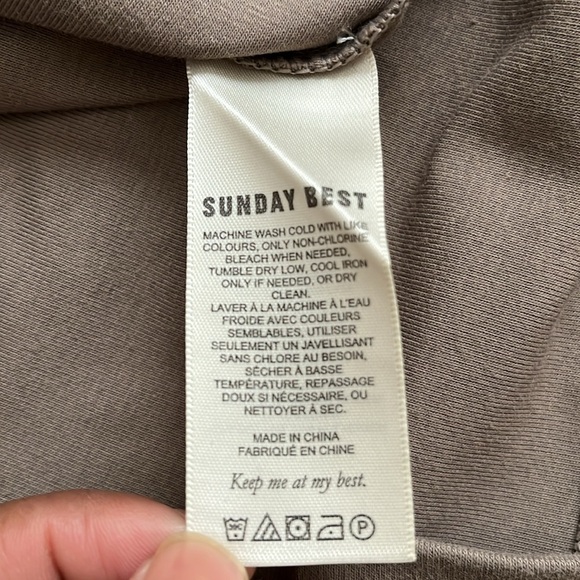 SUNDAY BEST
MACHINE WASH COLD WITH LIKE
COLOURS, ONLY NON-CHLORINE
BLEACH WHEN NEEDED,
TUMBLE DRY LOW, COOL IRON
ONLY IF NEEDED, OR DRY
CLEAN.
LAVER À LA MACHINE À L'EAU
FROIDE AVEC COULEURS
SEMBLABLES, UTILISER
SEULEMENT UN JAVELLISANT
SANS CHLORE AU BESOIN,
SÉCHER À BASSE
TEMPÉRATURE, REPASSAGE
DOUX SI NÉCESSAIRE, OU
NETTOYER À SEC.
MADE IN CHINA
FABRIQUÉ EN CHINE
Keep me at my best.
30C P